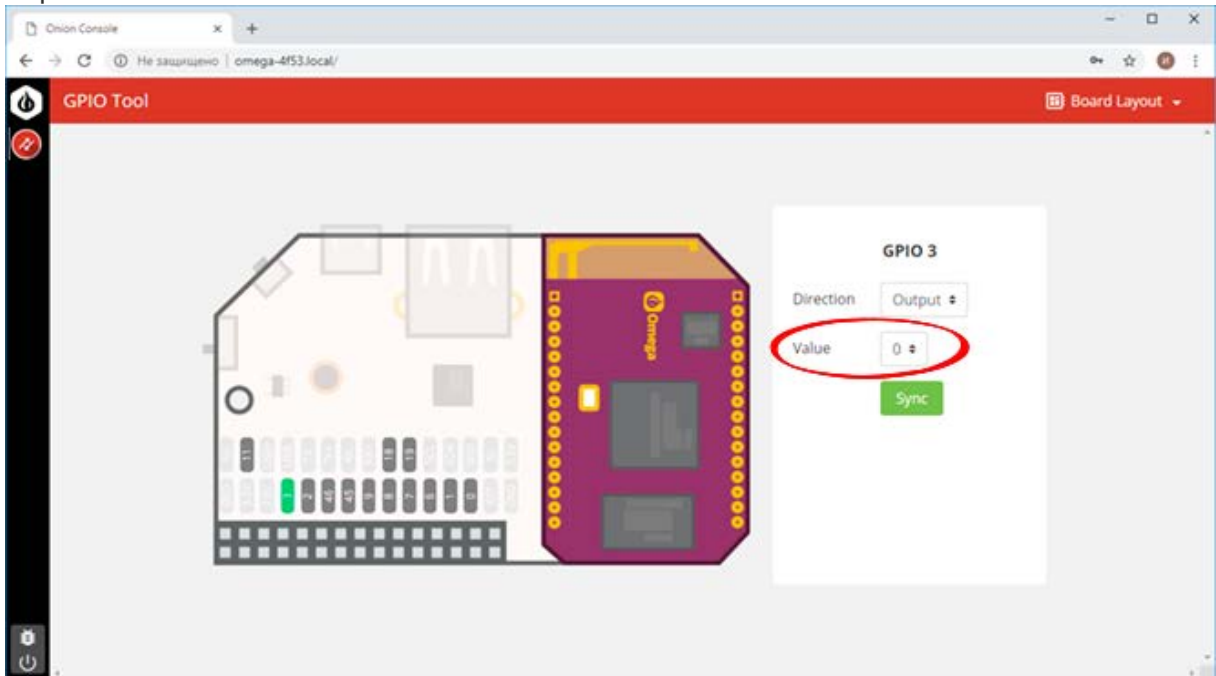 Onion Console
Не защищено | omega-4f53.local/
GPIO Tool
Board Layout
GPIO 3
Direction Output
Value 0
Sync
Omega
11 18 19
3 2 46 45 9 8 7 6 1 0